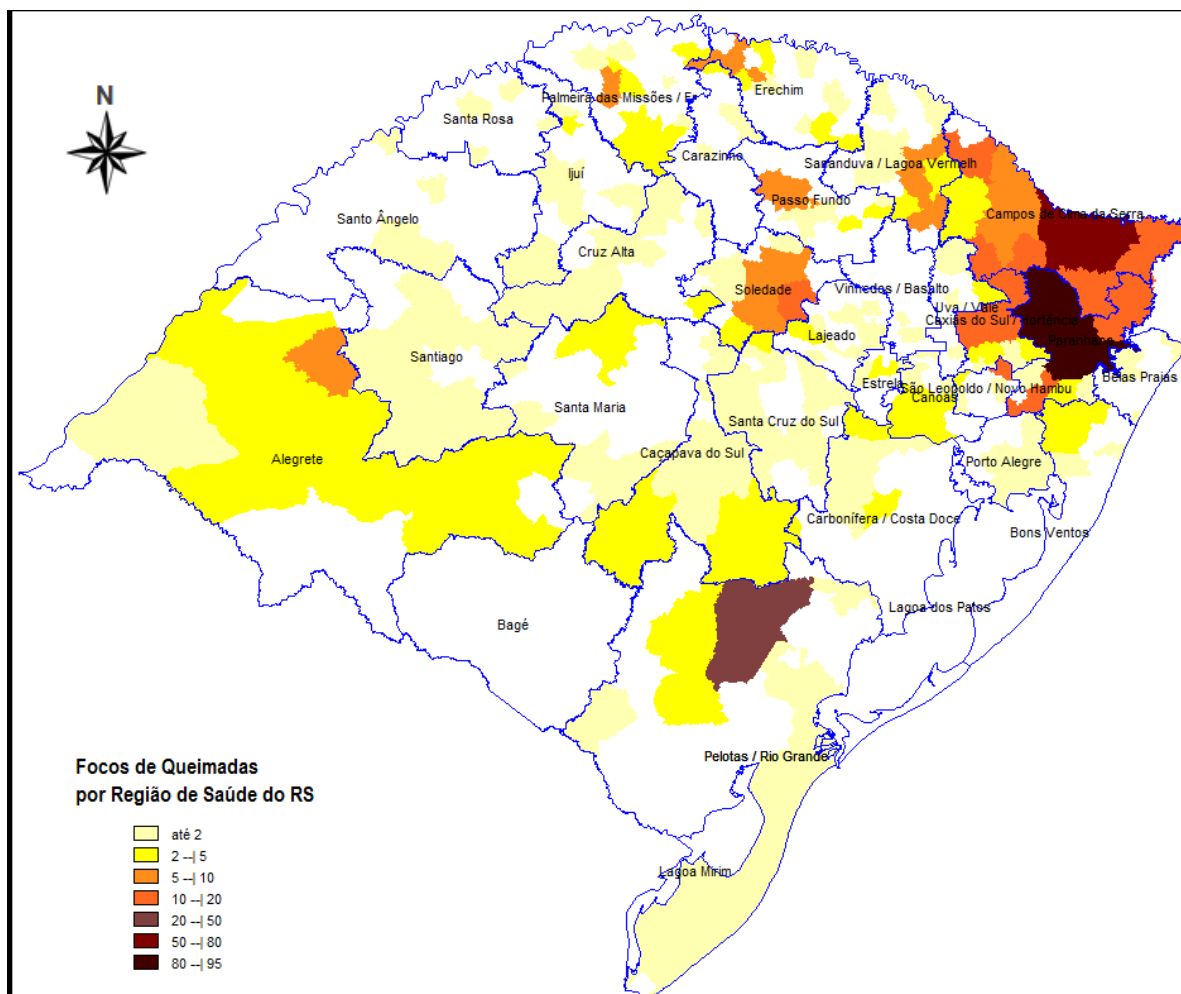 N
Palmeira das Missões / Er
Erechim
Santa Rosa
Carazinho
Sananduva / Lagoa Vermelh
Ijuí
Passo Fundo
Santo Ângelo
Campos de Cima da Serra
Cruz Alta
Soledade
Vinhedos / Basalto
Uva / Vale
Caxias do Sul / Hortência
Lajeado
Paranhana
Santiago
Belas Praias
Estrela
São Leopoldo / Novo Hambu
Canoas
Santa Maria
Santa Cruz do Sul
Caçapava do Sul
Alegrete
Porto Alegre
Carbonífera / Costa Doce
Bons Ventos
Lagoa dos Patos
Bagé
Pelotas / Rio Grande
Lagoa Mirim
Focos de Queimadas
por Região de Saúde do RS
até 2
2 --| 5
5 --| 10
10 --| 20
20 --| 50
50 --| 80
80 --| 95